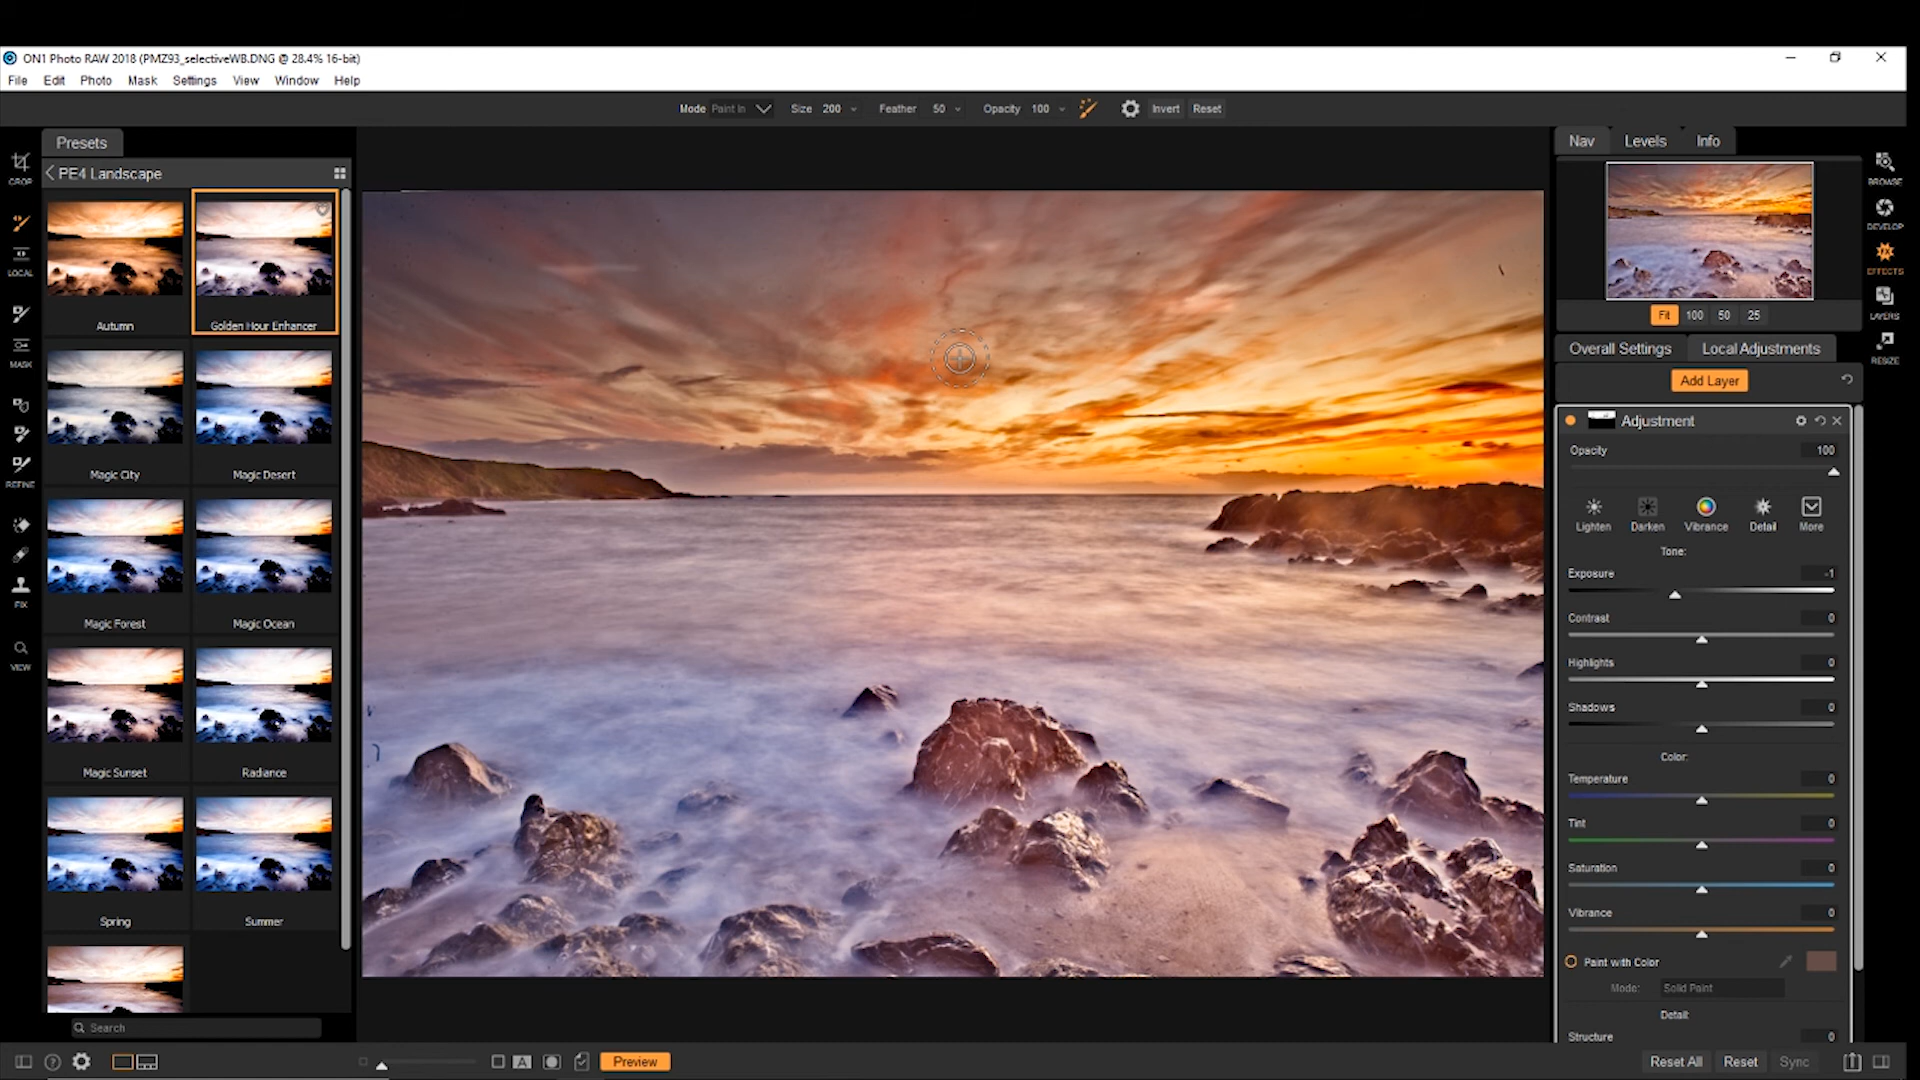 ON1 Photo RAW 2018 (PMZ93_selectiveWB.DNG @ 28.4% 16-bit)
File Edit Photo Mask Settings View Window Help
Mode Paint In Size 200 Feather 50 Opacity 100 Invert Reset
Presets
PE4 Landscape
Autumn
Golden Hour Enhancer
Magic City
Magic Desert
Magic Forest
Magic Ocean
Magic Sunset
Radiance
Spring
Summer
Search
CROP
LOCAL
MASK
REFINE
FIX
VIEW
Nav Levels Info
Fit 100 50 25
BROWSE
DEVELOP
EFFECTS
LAYERS
RESIZE
Overall Settings Local Adjustments
Add Layer
Adjustment
Opacity 100
Lighten Darken Vibrance Detail More
Tone:
Exposure -1
Contrast 0
Highlights 0
Shadows 0
Color:
Temperature 0
Tint 0
Saturation 0
Vibrance 0
Paint with Color
Mode: Solid Paint
Detail:
Structure 0
A Preview
Reset All Reset Sync